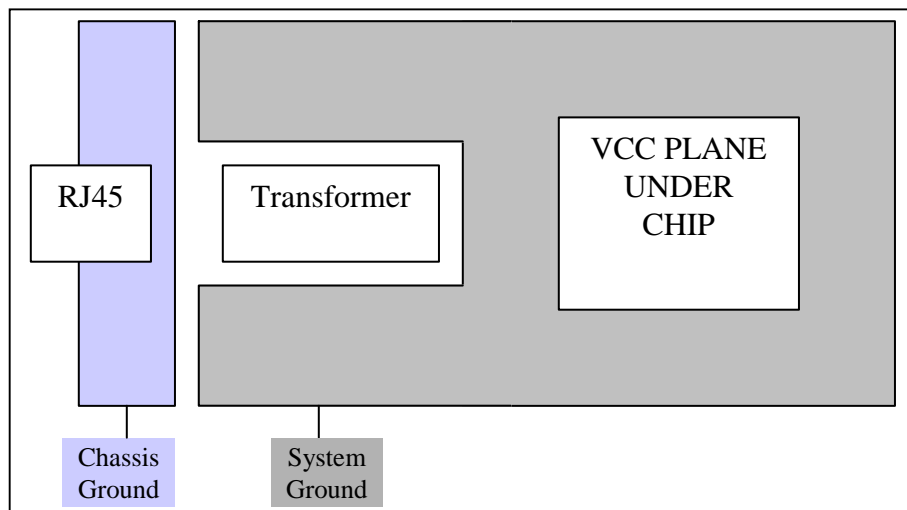 RJ45
Transformer
VCC PLANE
UNDER
CHIP
Chassis
Ground
System
Ground